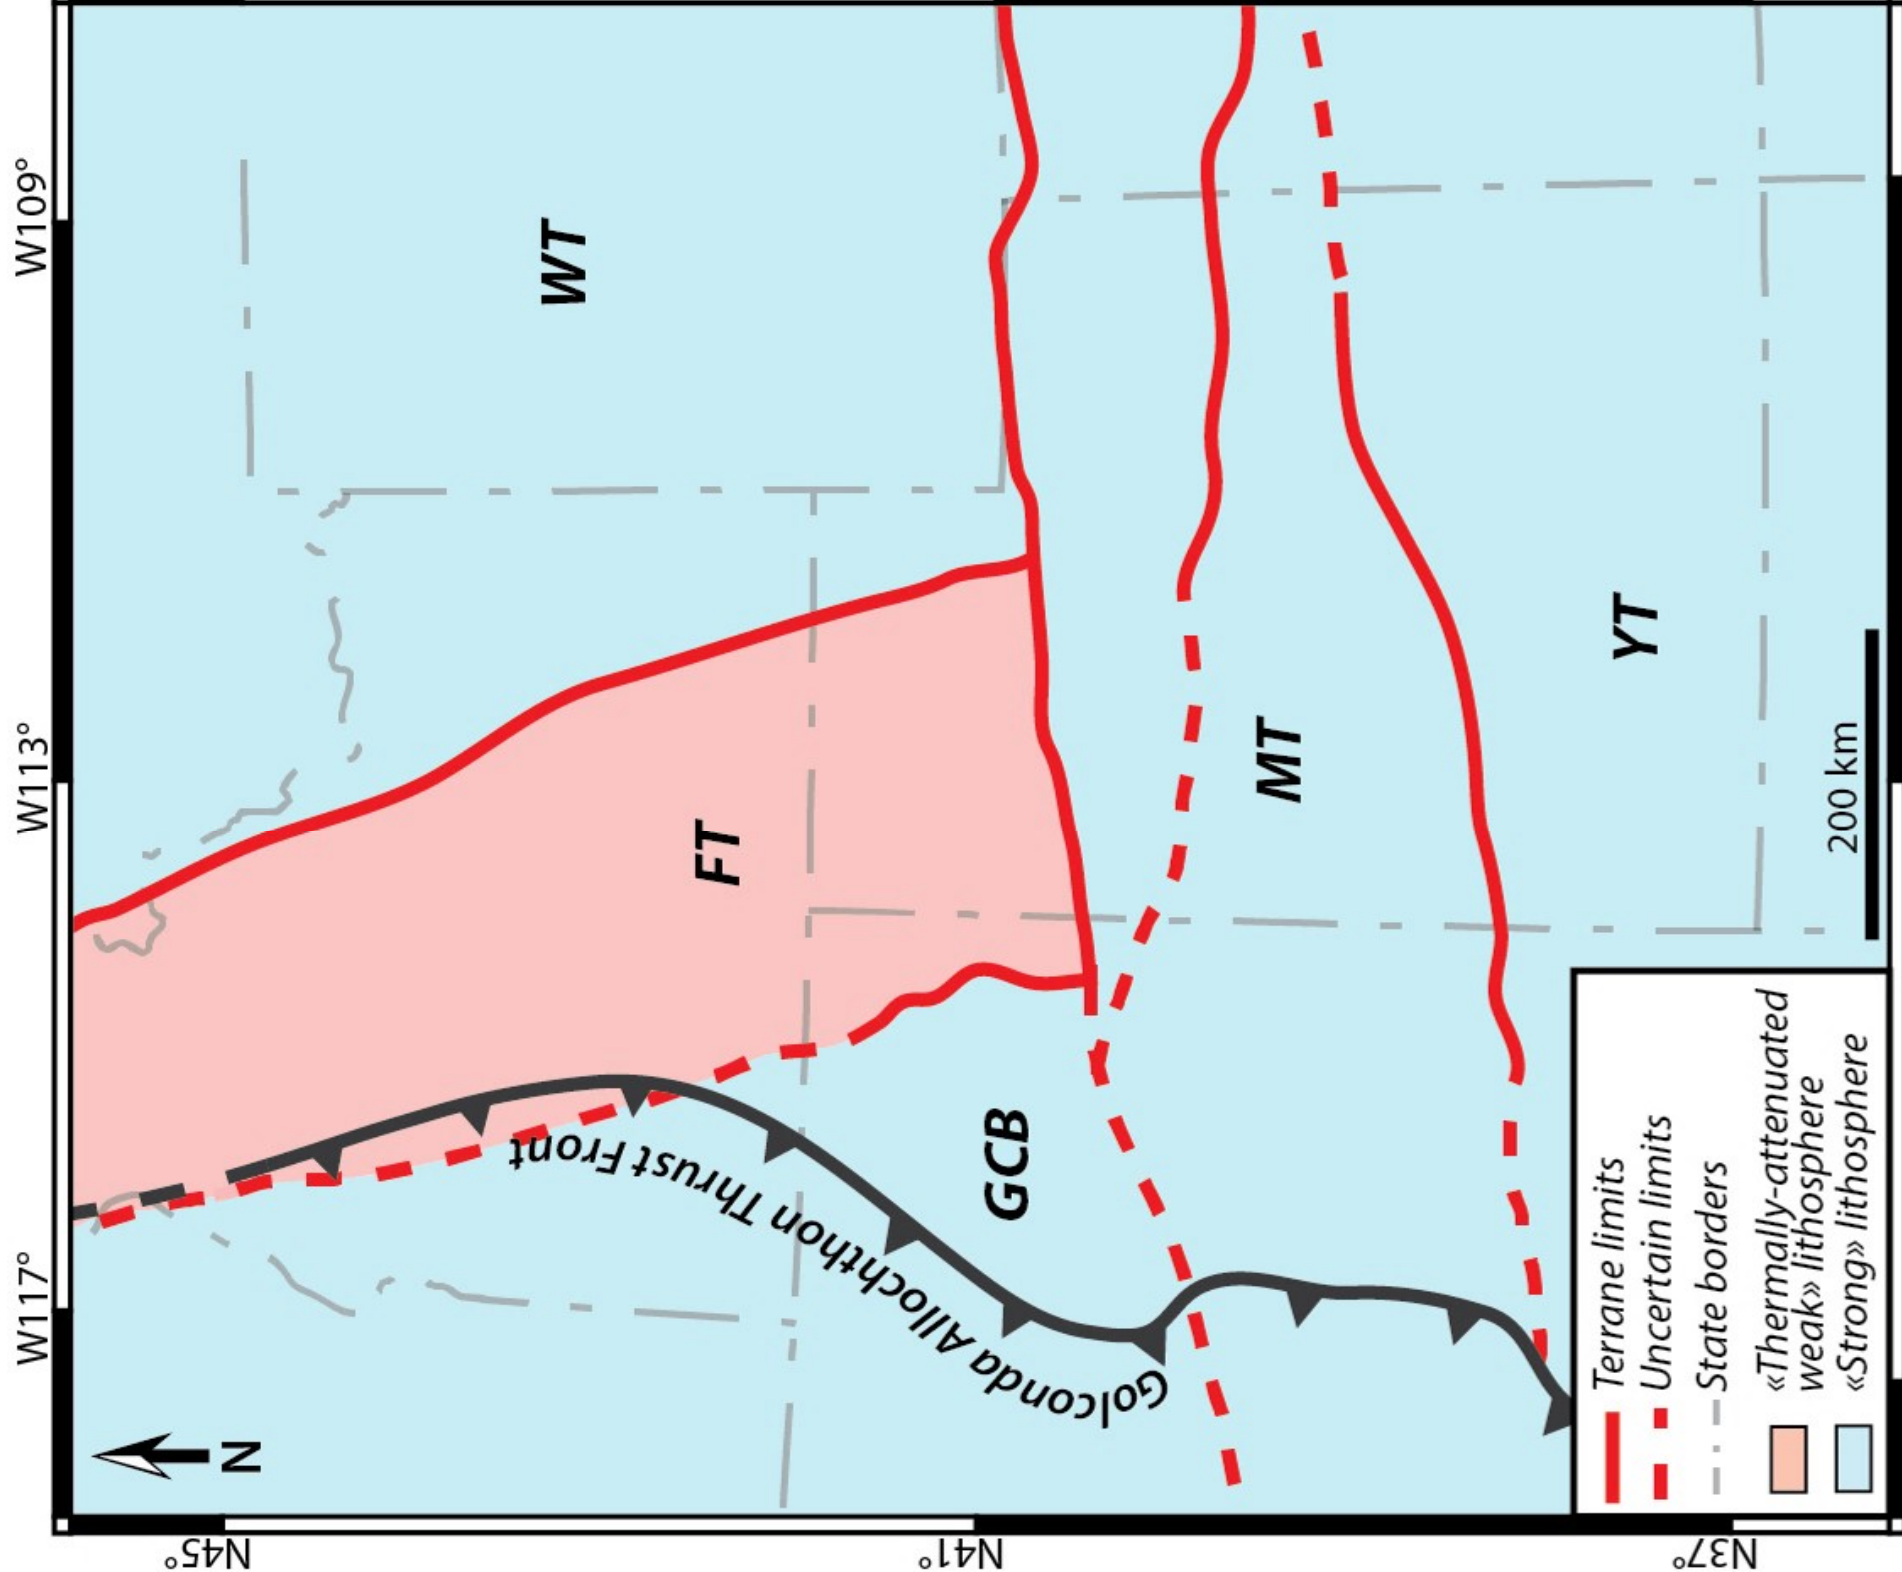 W117°
W113°
W109°
N45°
N41°
N37°
N
WT
FT
GCB
MT
YT
Golconda Allochthon Thrust Front
200 km
Terrane limits
Uncertain limits
State borders
«Thermally-attenuated
weak» lithosphere
«Strong» lithosphere